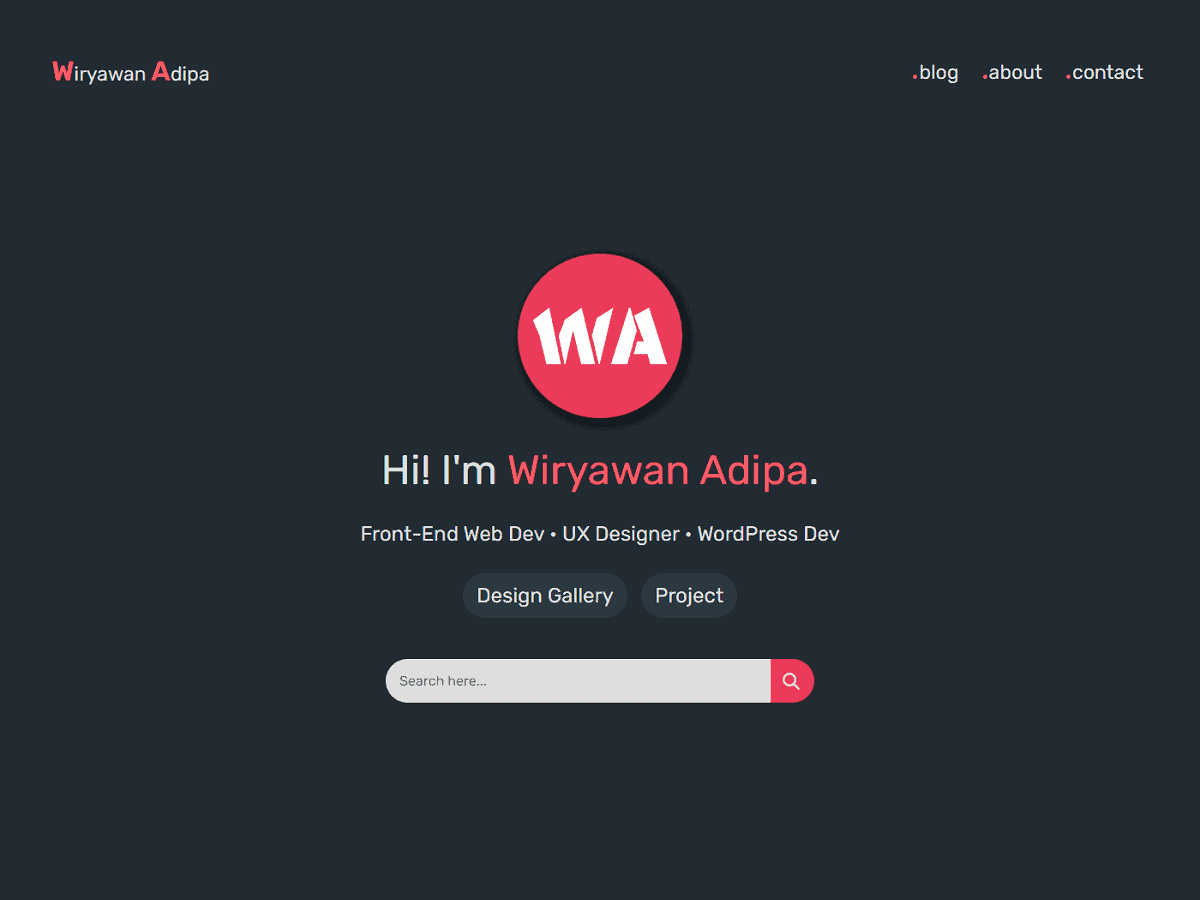 Wiryawan Adipa
.blog .about .contact
WA
Hi! I'm Wiryawan Adipa.
Front-End Web Dev • UX Designer • WordPress Dev
Design Gallery Project
Search here...